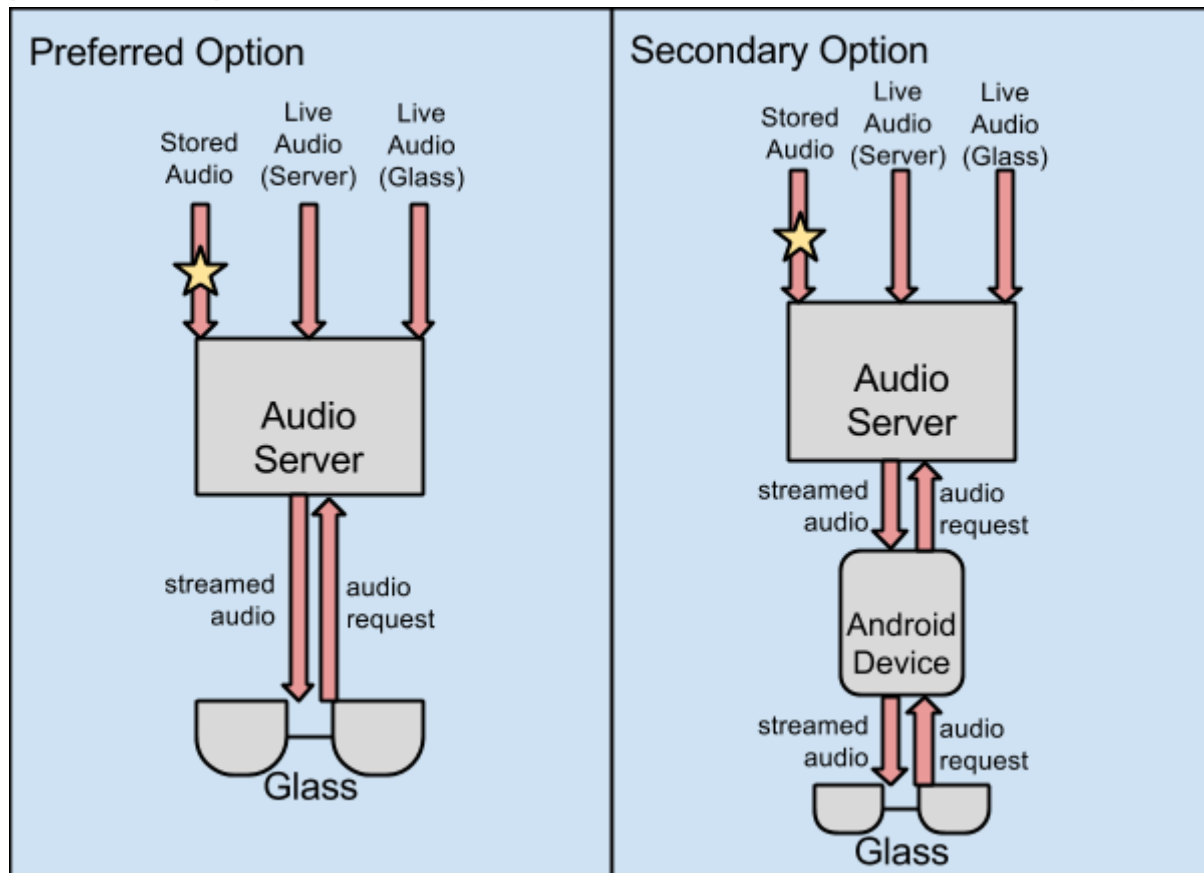 Preferred Option
Stored
Audio
Live
Audio
(Server)
Live
Audio
(Glass)
Audio
Server
streamed
audio
audio
request
Glass
Secondary Option
Stored
Audio
Live
Audio
(Server)
Live
Audio
(Glass)
Audio
Server
streamed
audio
audio
request
Android
Device
streamed
audio
audio
request
Glass